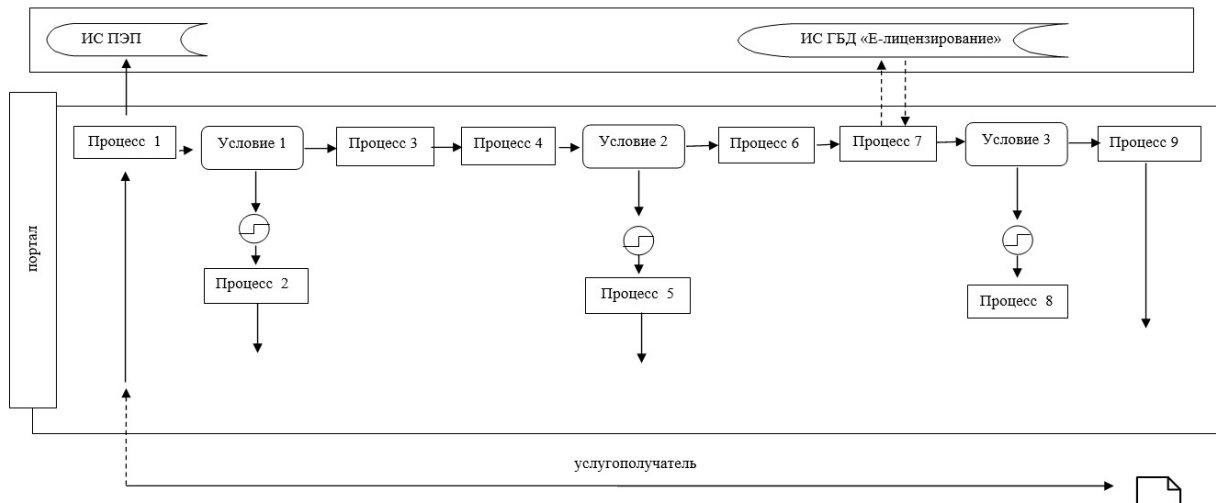 ИС ПЭП
ИС ГБД «Е-лицензирование»
портал
Процесс 1
Условие 1
Процесс 3
Процесс 4
Условие 2
Процесс 6
Процесс 7
Условие 3
Процесс 9
Процесс 2
Процесс 5
Процесс 8
услугополучатель